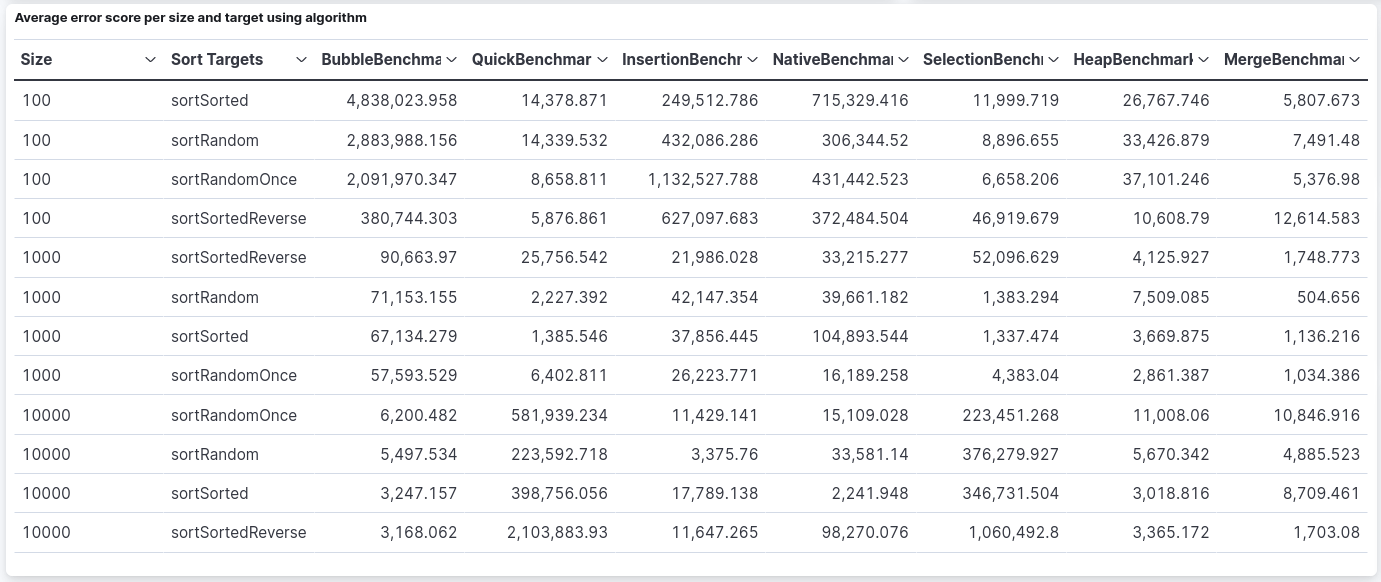 Average error score per size and target using algorithm
Size Sort Targets BubbleBenchma QuickBenchmar InsertionBenchr NativeBenchmar SelectionBench HeapBenchmark MergeBenchmar
100 sortSorted 4,838,023.958 14,378.871 249,512.786 715,329.416 11,999.719 26,767.746 5,807.673
100 sortRandom 2,883,988.156 14,339.532 432,086.286 306,344.52 8,896.655 33,426.879 7,491.48
100 sortRandomOnce 2,091,970.347 8,658.811 1,132,527.788 431,442.523 6,658.206 37,101.246 5,376.98
100 sortSortedReverse 380,744.303 5,876.861 627,097.683 372,484.504 46,919.679 10,608.79 12,614.583
1000 sortSortedReverse 90,663.97 25,756.542 21,986.028 33,215.277 52,096.629 4,125.927 1,748.773
1000 sortRandom 71,153.155 2,227.392 42,147.354 39,661.182 1,383.294 7,509.085 504.656
1000 sortSorted 67,134.279 1,385.546 37,856.445 104,893.544 1,337.474 3,669.875 1,136.216
1000 sortRandomOnce 57,593.529 6,402.811 26,223.771 16,189.258 4,383.04 2,861.387 1,034.386
10000 sortRandomOnce 6,200.482 581,939.234 11,429.141 15,109.028 223,451.268 11,008.06 10,846.916
10000 sortRandom 5,497.534 223,592.718 3,375.76 33,581.14 376,279.927 5,670.342 4,885.523
10000 sortSorted 3,247.157 398,756.056 17,789.138 2,241.948 346,731.504 3,018.816 8,709.461
10000 sortSortedReverse 3,168.062 2,103,883.93 11,647.265 98,270.076 1,060,492.8 3,365.172 1,703.08